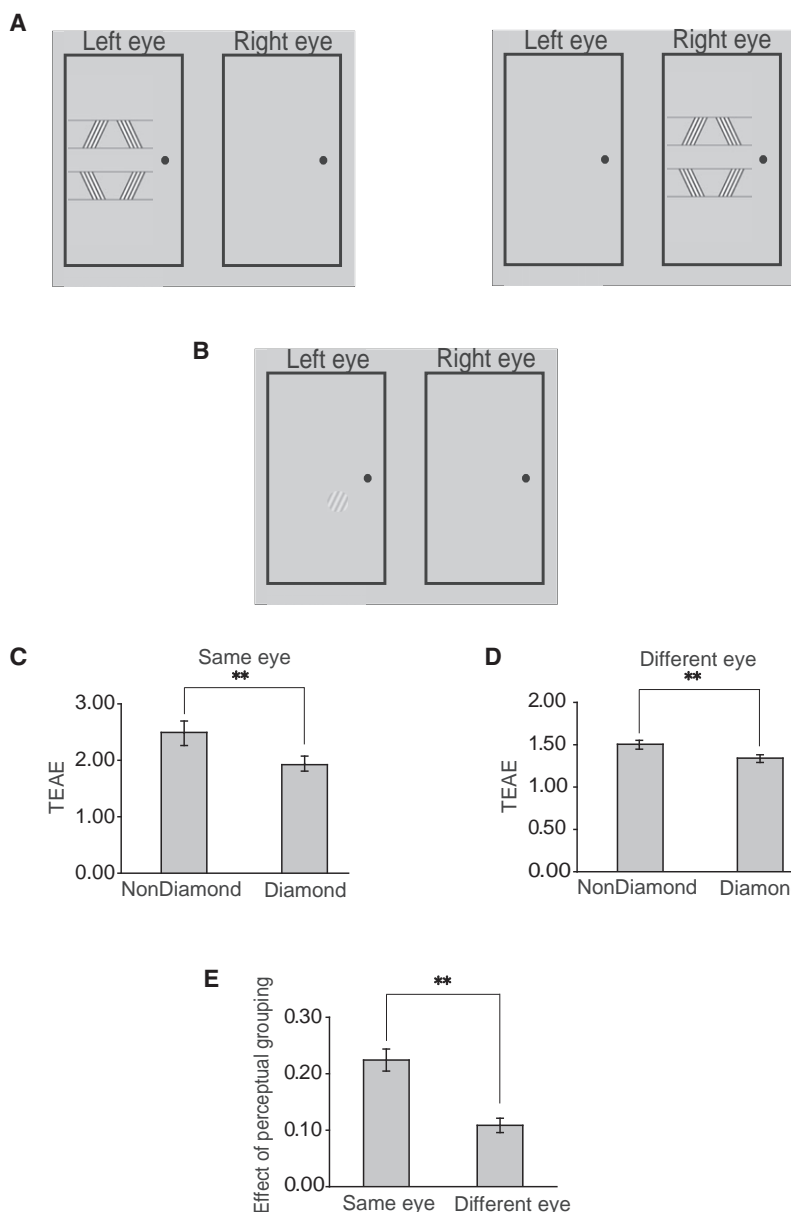 A
Left eye Right eye
Left eye Right eye
B
Left eye Right eye
C
Same eye
**
3.00
2.00
1.00
0.00
TEAE
NonDiamond Diamond
D
Different eye
**
2.00
1.50
1.00
0.50
0.00
TEAE
NonDiamond Diamon
E
**
0.30
0.20
0.10
0.00
Effect of perceptual grouping
Same eye Different eye